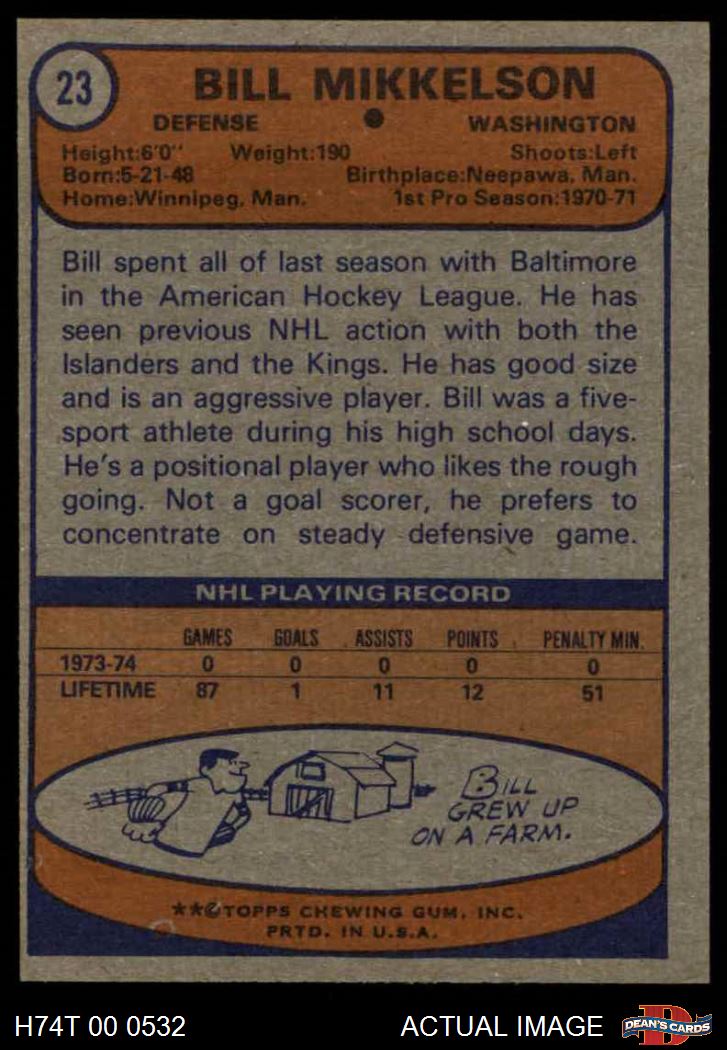 23
BILL MIKKELSON
DEFENSE WASHINGTON
Height:6'0" Weight:190 Shoots:Left
Born:5-21-48 Birthplace:Neepawa, Man.
Home:Winnipeg, Man. 1st Pro Season:1970-71
Bill spent all of last season with Baltimore
in the American Hockey League. He has
seen previous NHL action with both the
Islanders and the Kings. He has good size
and is an aggressive player. Bill was a five-
sport athlete during his high school days.
He's a positional player who likes the rough
going. Not a goal scorer, he prefers to
concentrate on steady defensive game.
NHL PLAYING RECORD
GAMES GOALS ASSISTS POINTS PENALTY MIN.
1973-74 0 0 0 0 0
LIFETIME 87 1 11 12 51
BILL
GREW UP
ON A FARM.
★★©TOPPS CHEWING GUM, INC.
PRTD. IN U.S.A.
H74T 00 0532 ACTUAL IMAGE
D
DEAN'S CARDS